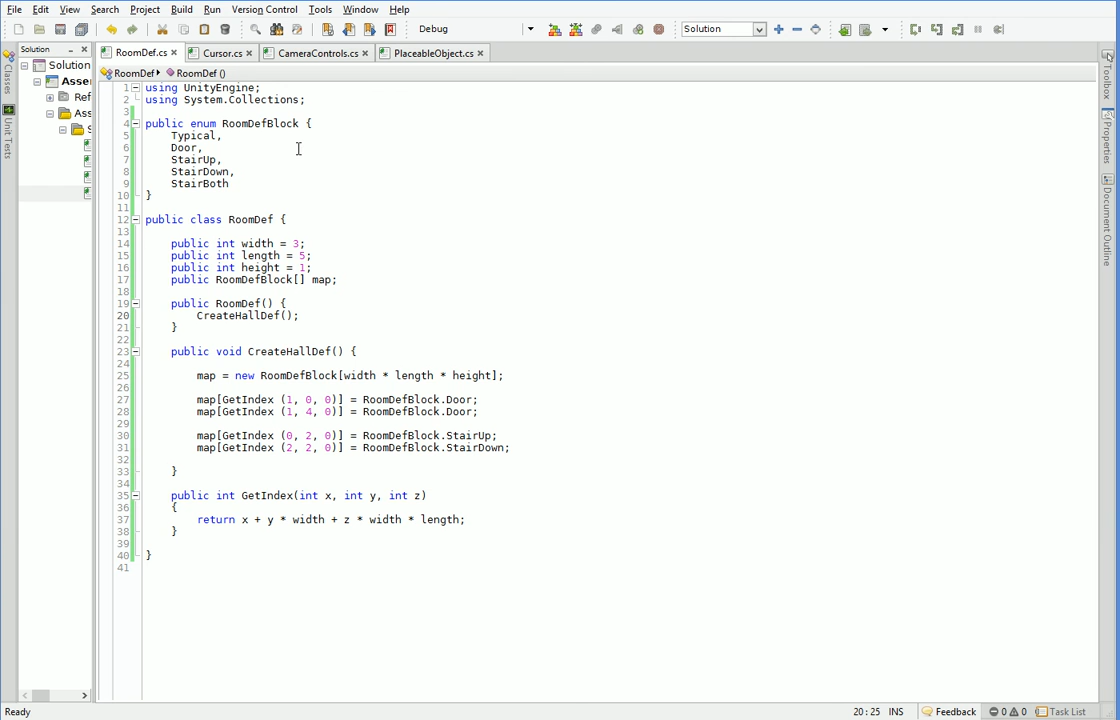 File Edit View Search Project Build Run Version Control Tools Window Help
Debug Solution
Solution
RoomDef.cs Cursor.cs CameraControls.cs PlaceableObject.cs
Solution
RoomDef RoomDef ()
Asse
Ref
Ass
S
Classes
Unit Tests
Toolbox
Properties
Document Outline
1 using UnityEngine;
2 using System.Collections;
3
4 public enum RoomDefBlock {
5 Typical,
6 Door,
7 StairUp,
8 StairDown,
9 StairBoth
10 }
11
12 public class RoomDef {
13
14 public int width = 3;
15 public int length = 5;
16 public int height = 1;
17 public RoomDefBlock[] map;
18
19 public RoomDef() {
20 CreateHallDef();
21 }
22
23 public void CreateHallDef() {
24
25 map = new RoomDefBlock[width * length * height];
26
27 map[GetIndex (1, 0, 0)] = RoomDefBlock.Door;
28 map[GetIndex (1, 4, 0)] = RoomDefBlock.Door;
29
30 map[GetIndex (0, 2, 0)] = RoomDefBlock.StairUp;
31 map[GetIndex (2, 2, 0)] = RoomDefBlock.StairDown;
32
33 }
34
35 public int GetIndex(int x, int y, int z)
36 {
37 return x + y * width + z * width * length;
38 }
39
40 }
41
Ready 20 : 25 INS Feedback 0 0 Task List